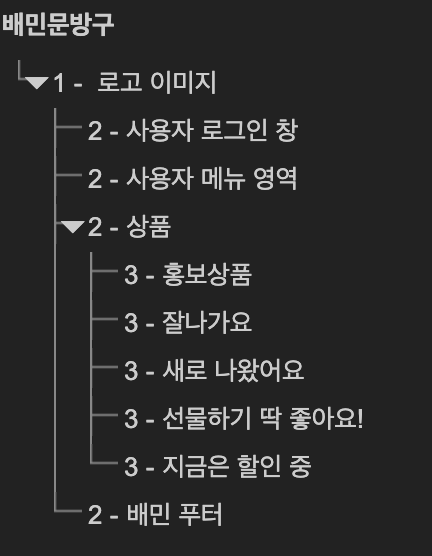 배민문방구
1 - 로고 이미지
2 - 사용자 로그인 창
2 - 사용자 메뉴 영역
2 - 상품
3 - 홍보상품
3 - 잘나가요
3 - 새로 나왔어요
3 - 선물하기 딱 좋아요!
3 - 지금은 할인 중
2 - 배민 푸터